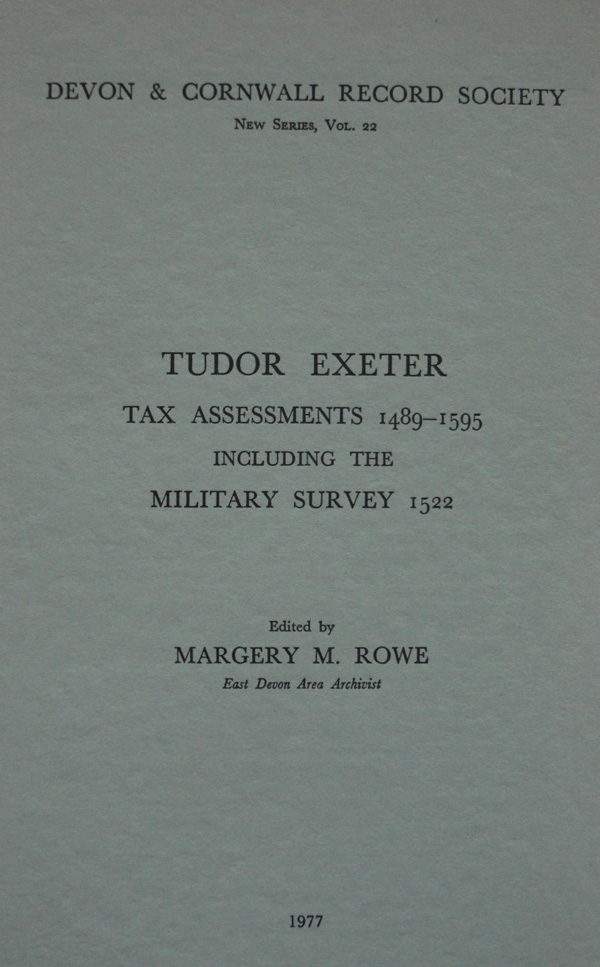 DEVON & CORNWALL RECORD SOCIETY
NEW SERIES, VOL. 22
TUDOR EXETER
TAX ASSESSMENTS 1489–1595
INCLUDING THE
MILITARY SURVEY 1522
Edited by
MARGERY M. ROWE
East Devon Area Archivist
1977